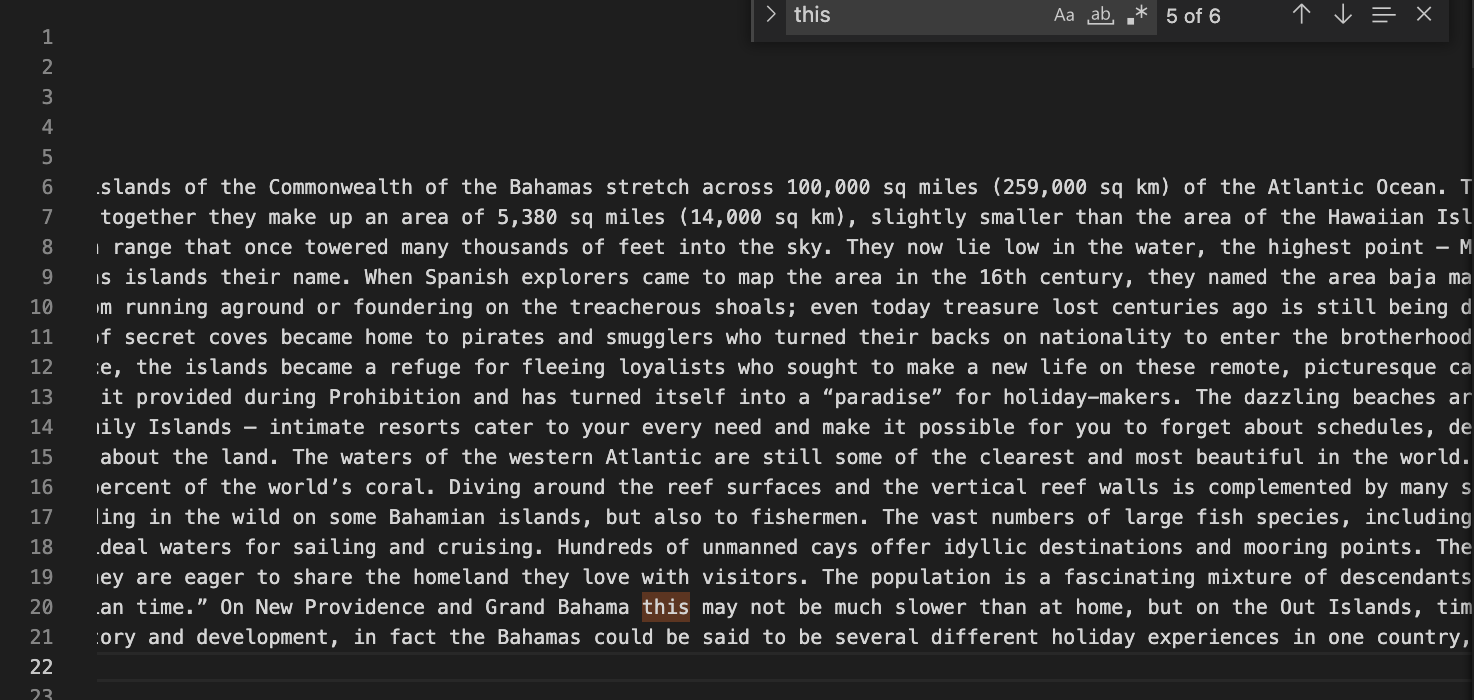 this Aa ab .* 5 of 6
1
2
3
4
5
6 slands of the Commonwealth of the Bahamas stretch across 100,000 sq miles (259,000 sq km) of the Atlantic Ocean. T
7 together they make up an area of 5,380 sq miles (14,000 sq km), slightly smaller than the area of the Hawaiian Isl
8 range that once towered many thousands of feet into the sky. They now lie low in the water, the highest point – M
9 s islands their name. When Spanish explorers came to map the area in the 16th century, they named the area baja ma
10 m running aground or foundering on the treacherous shoals; even today treasure lost centuries ago is still being d
11 f secret coves became home to pirates and smugglers who turned their backs on nationality to enter the brotherhood
12 e, the islands became a refuge for fleeing loyalists who sought to make a new life on these remote, picturesque ca
13 it provided during Prohibition and has turned itself into a “paradise” for holiday–makers. The dazzling beaches ar
14 ily Islands – intimate resorts cater to your every need and make it possible for you to forget about schedules, de
15 about the land. The waters of the western Atlantic are still some of the clearest and most beautiful in the world.
16 percent of the world’s coral. Diving around the reef surfaces and the vertical reef walls is complemented by many s
17 ling in the wild on some Bahamian islands, but also to fishermen. The vast numbers of large fish species, including
18 deal waters for sailing and cruising. Hundreds of unmanned cays offer idyllic destinations and mooring points. The
19 ey are eager to share the homeland they love with visitors. The population is a fascinating mixture of descendants
20 an time.” On New Providence and Grand Bahama this may not be much slower than at home, but on the Out Islands, tim
21 ory and development, in fact the Bahamas could be said to be several different holiday experiences in one country,
22
23